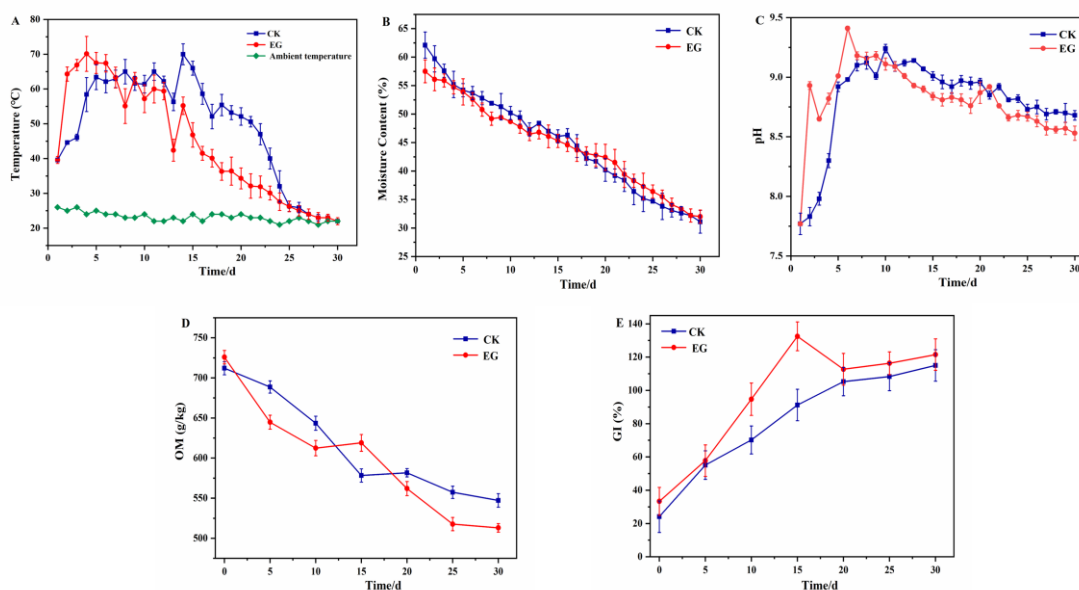 A
CK
EG
Ambient temperature
Temperature (°C)
80
70
60
50
40
30
20
0
5
10
15
20
25
30
Time/d
B
CK
EG
Moisture Content (%)
65
60
55
50
45
40
35
30
25
0
5
10
15
20
25
30
Time/d
C
CK
EG
pH
9.5
9.0
8.5
8.0
7.5
0
5
10
15
20
25
30
Time/d
D
CK
EG
OM (g/kg)
750
700
650
600
550
500
0
5
10
15
20
25
30
Time/d
E
CK
EG
GI (%)
140
120
100
80
60
40
20
0
0
5
10
15
20
25
30
Time/d